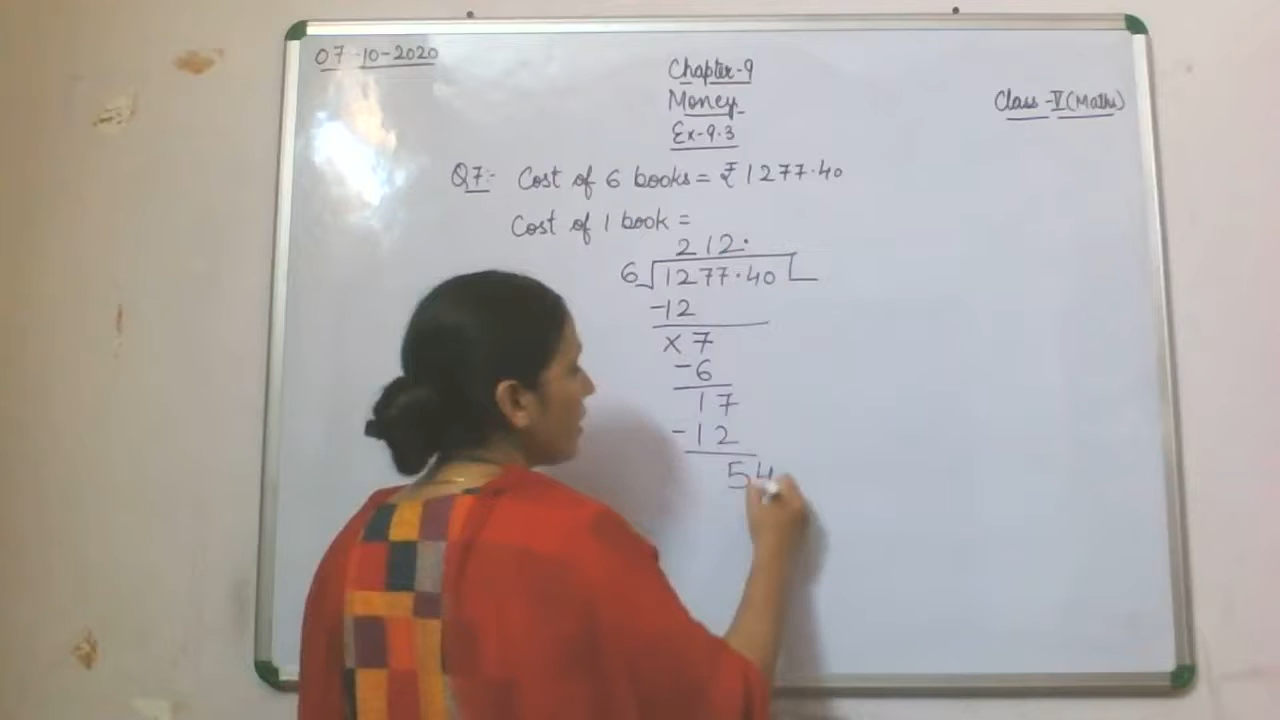 07-10-2020
Chapter-9
Money
Class-V(Maths)
Ex-9.3
Q7:- Cost of 6 books = ₹1277.40
Cost of 1 book =
212.
6 1277.40
-12
x7
-6
17
-12
54